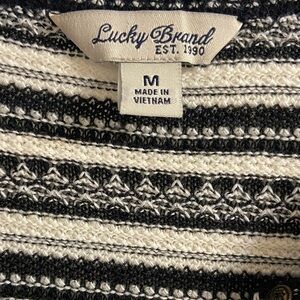 Lucky Brand
EST. 1990
M
MADE IN
VIETNAM